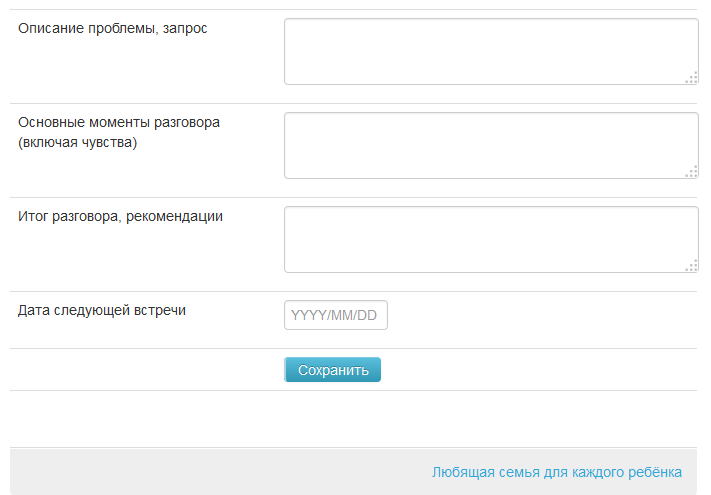 Описание проблемы, запрос
Основные моменты разговора
(включая чувства)
Итог разговора, рекомендации
Дата следующей встречи
YYYY/MM/DD
Сохранить
Любящая семья для каждого ребёнка